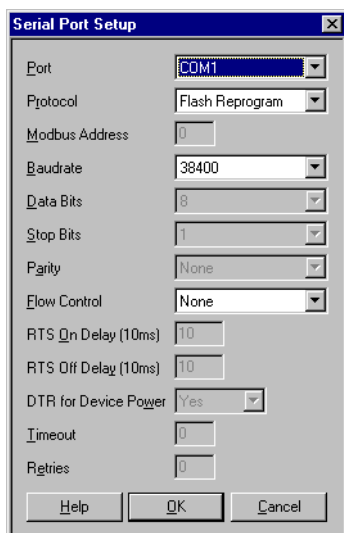 Serial Port Setup
Port COM1
Protocol Flash Reprogram
Modbus Address 0
Baudrate 38400
Data Bits 8
Stop Bits 1
Parity None
Flow Control None
RTS On Delay (10ms) 10
RTS Off Delay (10ms) 10
DTR for Device Power Yes
Timeout 0
Retries 0
Help OK Cancel